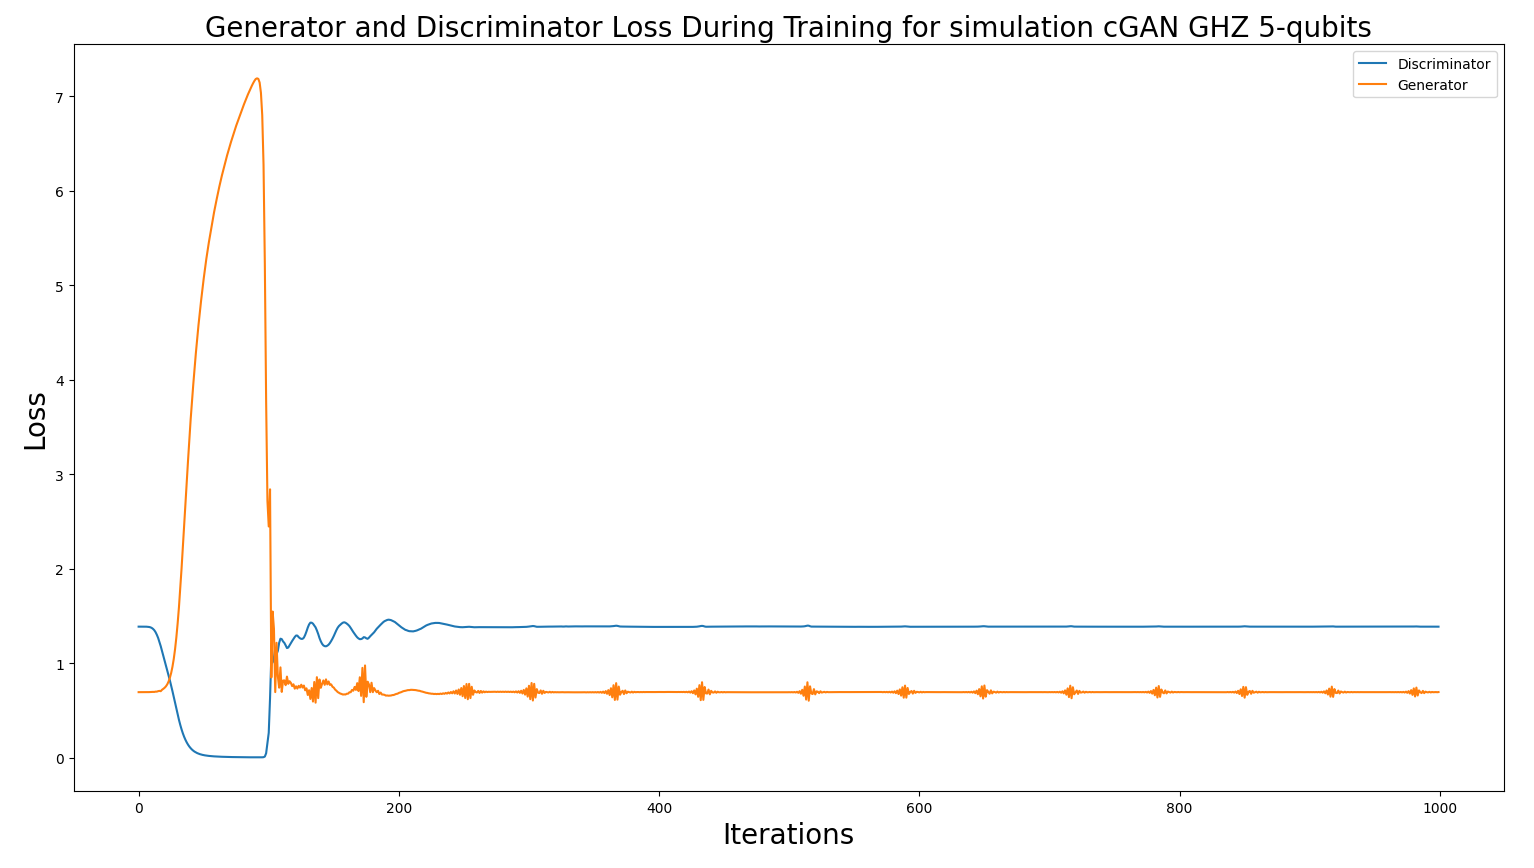 Generator and Discriminator Loss During Training for simulation cGAN GHZ 5-qubits
Discriminator
Generator
7
6
5
4
3
2
1
0
Loss
0 200 400 600 800 1000
Iterations